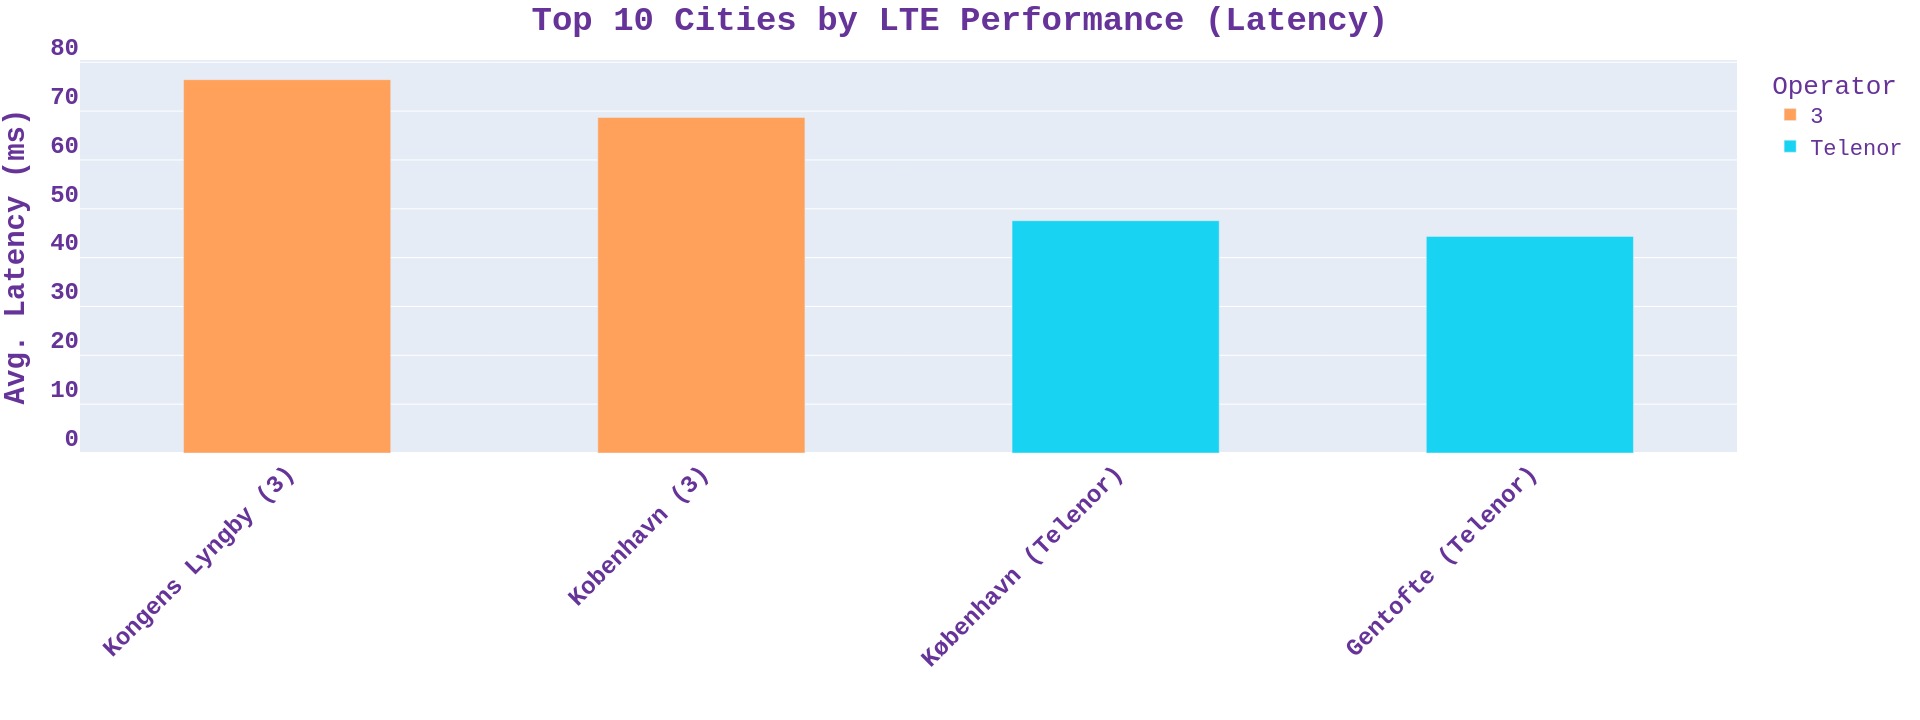 Top 10 Cities by LTE Performance (Latency)
Avg. Latency (ms)
80
70
60
50
40
30
20
10
0
Kongens Lyngby (3)
Kobenhavn (3)
København (Telenor)
Gentofte (Telenor)
Operator
3
Telenor